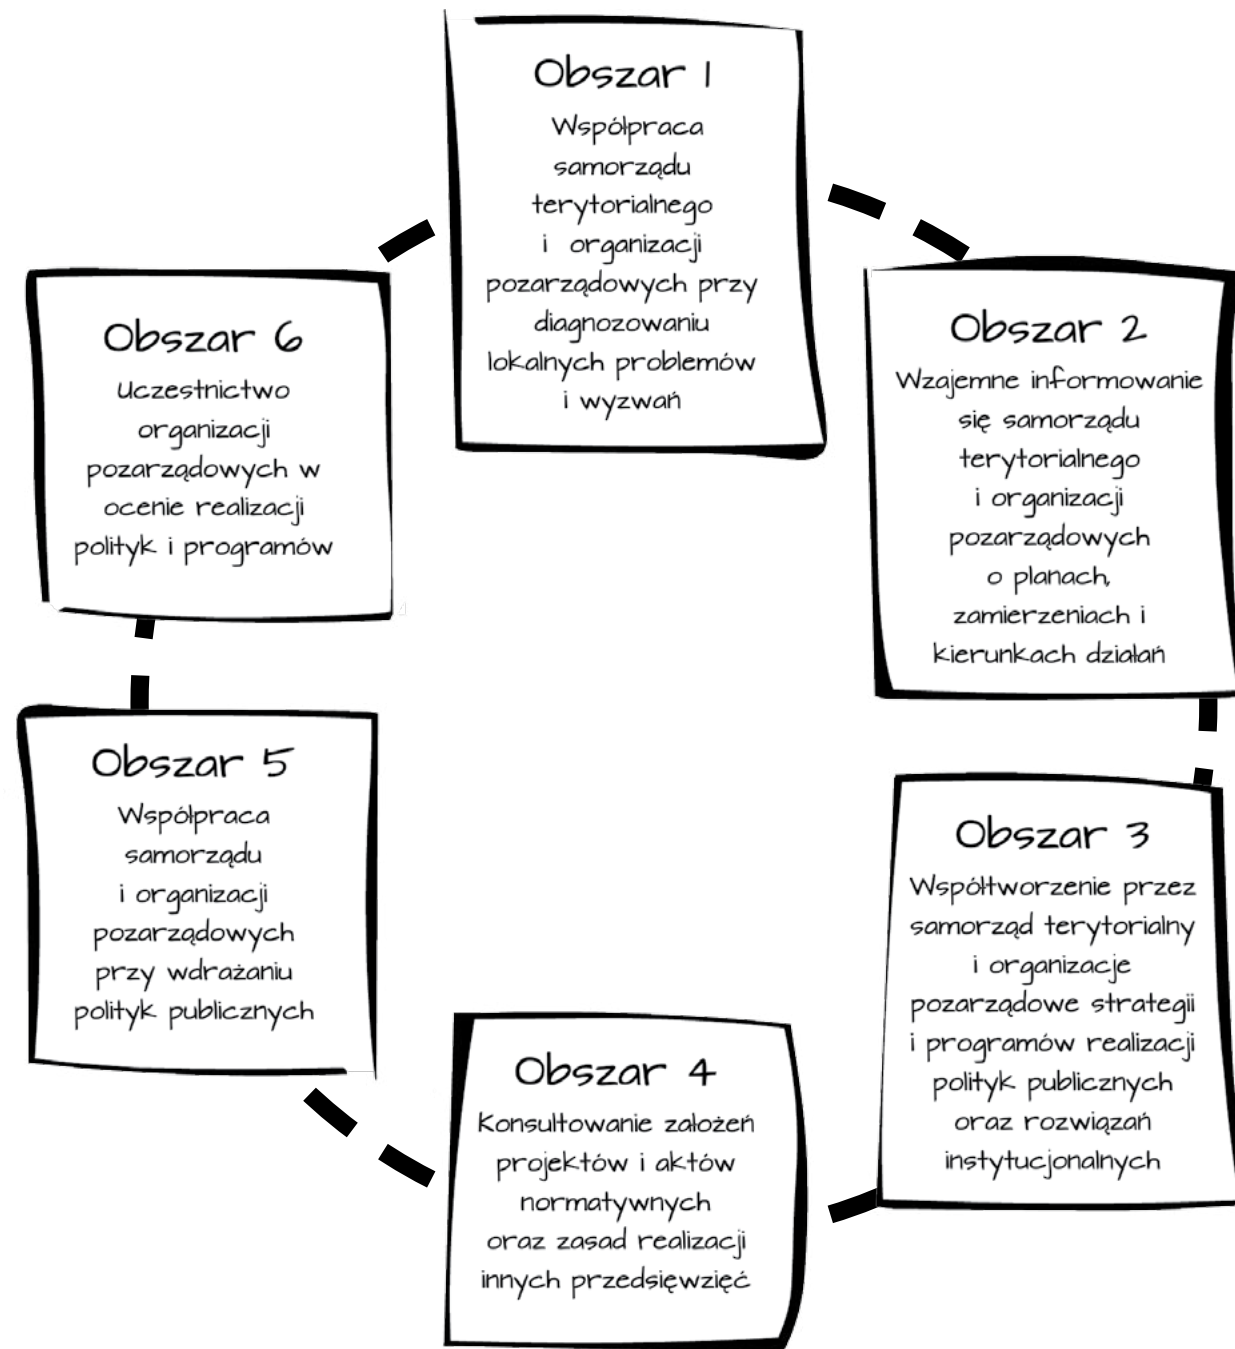 Obszar 1
Współpraca
samorządu
terytorialnego
i organizacji
pozarządowych przy
diagnozowaniu
lokalnych problemów
i wyzwań
Obszar 2
Wzajemne informowanie
się samorządu
terytorialnego
i organizacji
pozarządowych
o planach,
zamierzeniach i
kierunkach działań
Obszar 3
Współtworzenie przez
samorząd terytorialny
i organizacje
pozarządowe strategii
i programów realizacji
polityk publicznych
oraz rozwiązań
instytucjonalnych
Obszar 4
Konsultowanie założeń
projektów i aktów
normatywnych
oraz zasad realizacji
innych przedsięwzięć
Obszar 5
Współpraca
samorządu
i organizacji
pozarządowych
przy wdrażaniu
polityk publicznych
Obszar 6
Uczestnictwo
organizacji
pozarządowych w
ocenie realizacji
polityk i programów